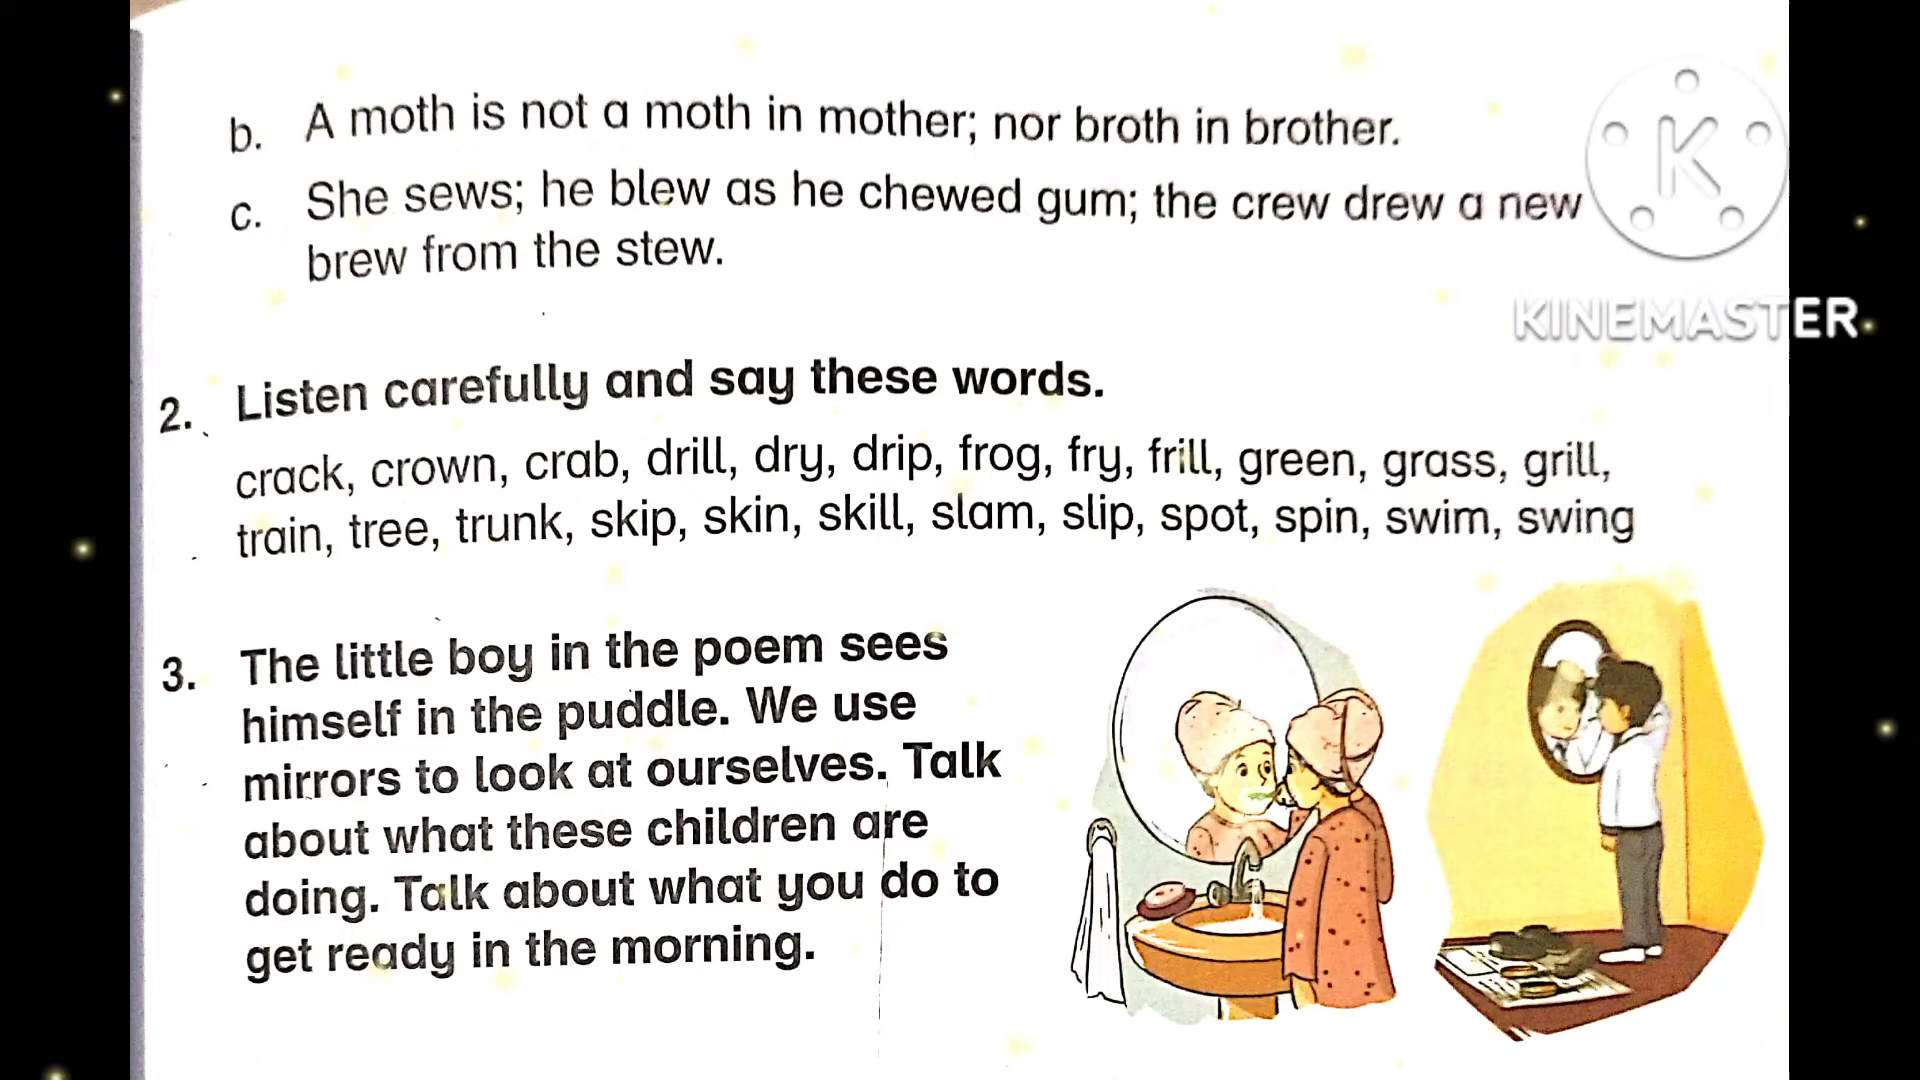 b. A moth is not a moth in mother; nor broth in brother.
c. She sews; he blew as he chewed gum; the crew drew a new
brew from the stew.
K
KINEMASTER
2. Listen carefully and say these words.
crack, crown, crab, drill, dry, drip, frog, fry, frill, green, grass, grill,
train, tree, trunk, skip, skin, skill, slam, slip, spot, spin, swim, swing
3. The little boy in the poem sees
himself in the puddle. We use
mirrors to look at ourselves. Talk
about what these children are
doing. Talk about what you do to
get ready in the morning.